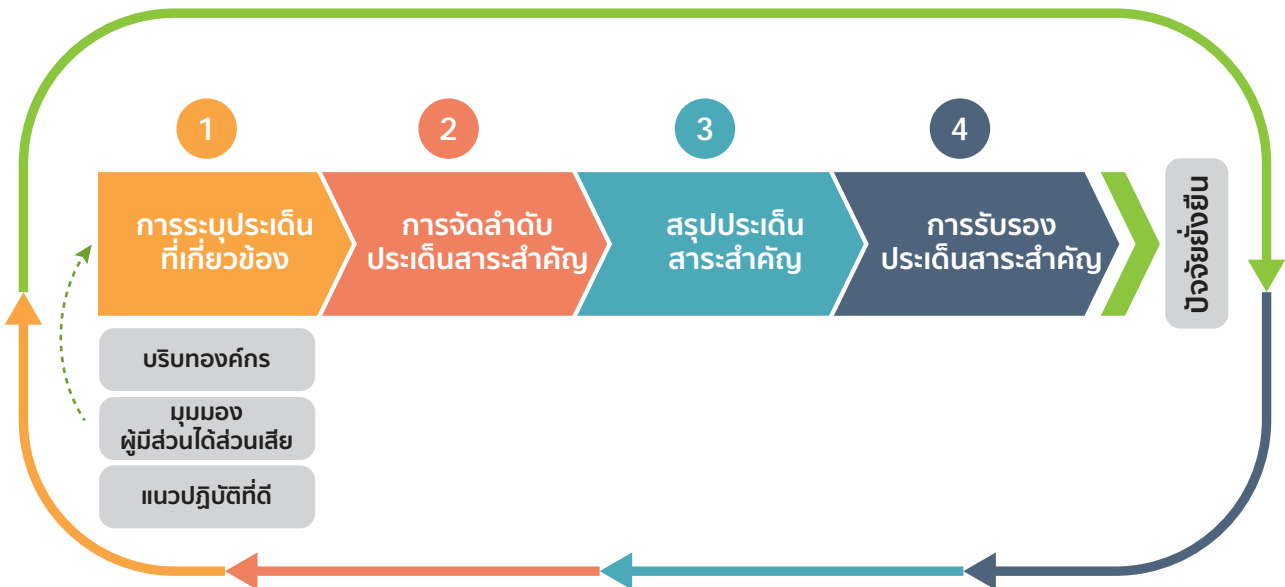 1
2
3
4
การระบุประเด็น
ที่เกี่ยวข้อง
การจัดลำดับ
ประเด็นสาระสำคัญ
สรุปประเด็น
สาระสำคัญ
การรับรอง
ประเด็นสาระสำคัญ
ปัจจัยยั่งยืน
บริบทองค์กร
มุมมอง
ผู้มีส่วนได้ส่วนเสีย
แนวปฏิบัติที่ดี